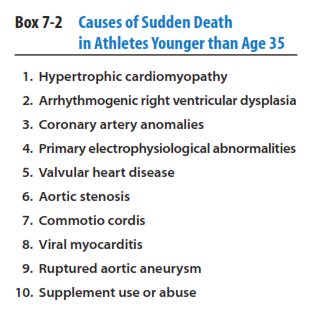 Box 7-2 Causes of Sudden Death
in Athletes Younger than Age 35
1. Hypertrophic cardiomyopathy
2. Arrhythmogenic right ventricular dysplasia
3. Coronary artery anomalies
4. Primary electrophysiological abnormalities
5. Valvular heart disease
6. Aortic stenosis
7. Commotio cordis
8. Viral myocarditis
9. Ruptured aortic aneurysm
10. Supplement use or abuse